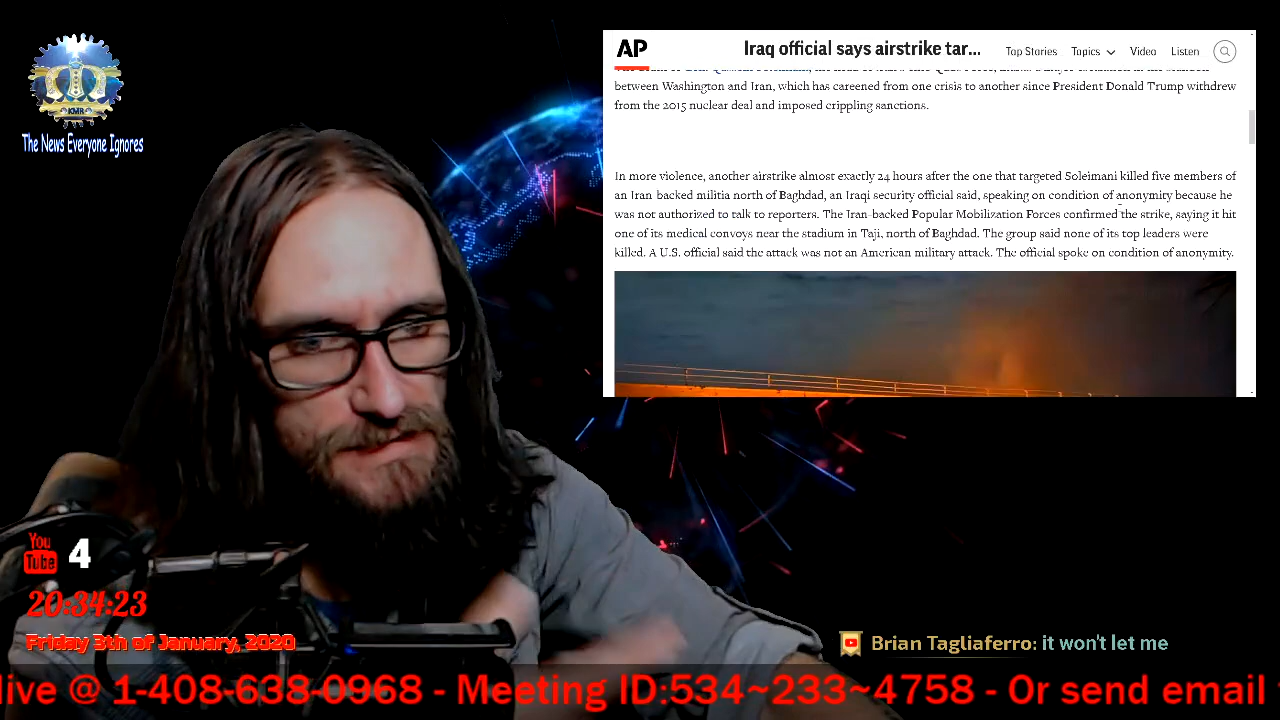 KMR
The News Everyone Ignores
AP
Iraq official says airstrike tar...
Top Stories
Topics
Video
Listen
between Washington and Iran, which has careened from one crisis to another since President Donald Trump withdrew
from the 2015 nuclear deal and imposed crippling sanctions.
In more violence, another airstrike almost exactly 24 hours after the one that targeted Soleimani killed five members of
an Iran-backed militia north of Baghdad, an Iraqi security official said, speaking on condition of anonymity because he
was not authorized to talk to reporters. The Iran-backed Popular Mobilization Forces confirmed the strike, saying it hit
one of its medical convoys near the stadium in Taji, north of Baghdad. The group said none of its top leaders were
killed. A U.S. official said the attack was not an American military attack. The official spoke on condition of anonymity.
You
Tube
4
20:34:23
Friday 3th of January, 2020
Brian Tagliaferro: it won't let me
live @ 1-408-638-0968 - Meeting ID:534~233~4758 - Or send email